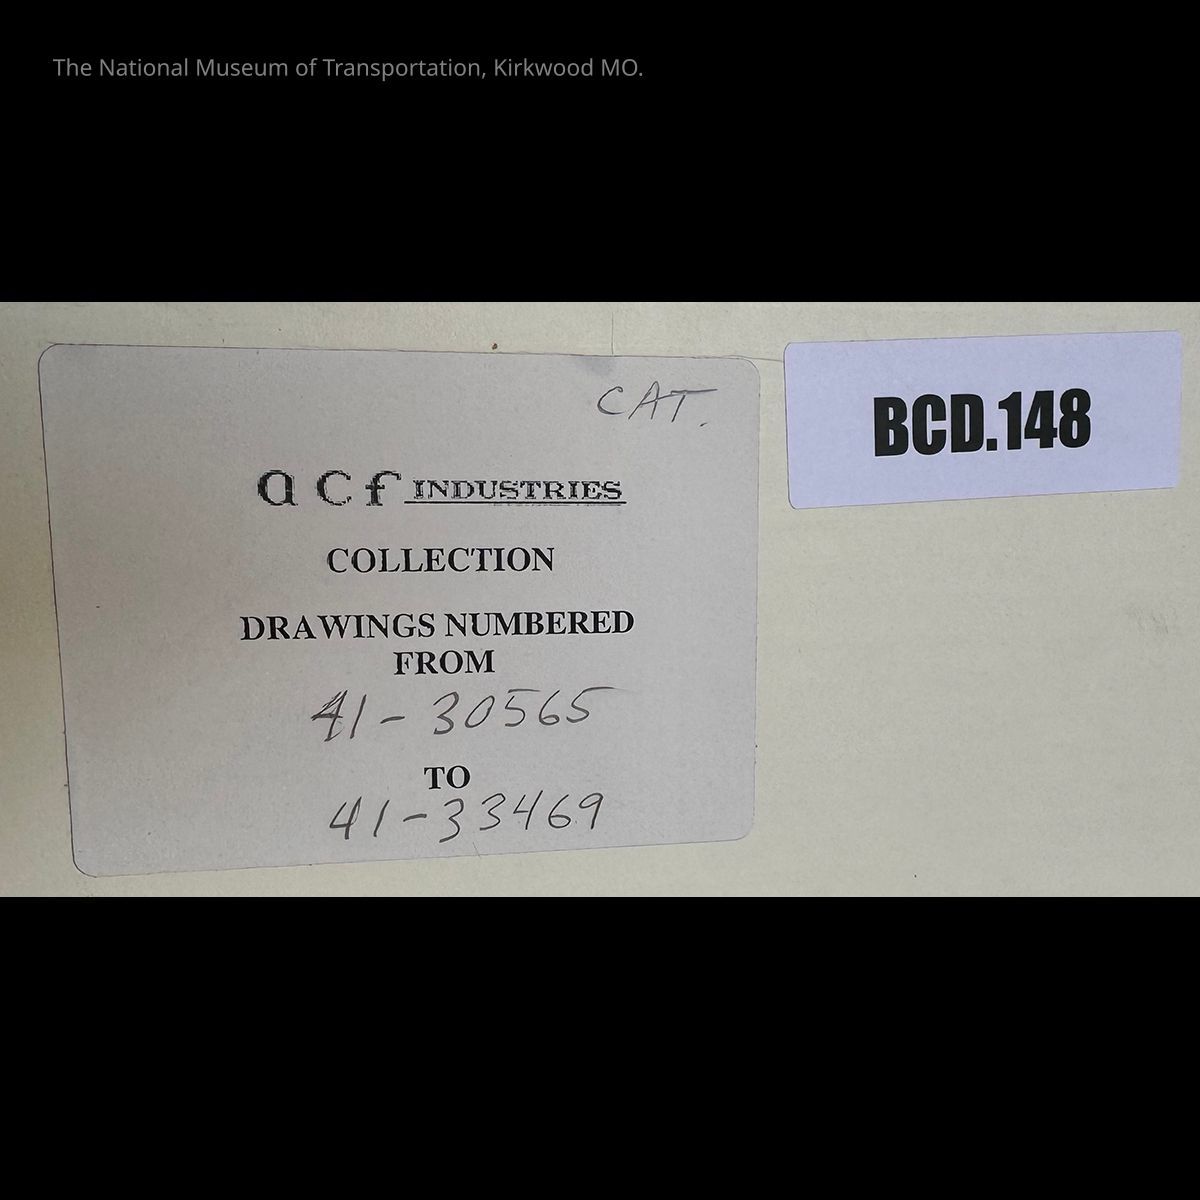 The National Museum of Transportation, Kirkwood MO.
CAT.
BCD.148
acf INDUSTRIES
COLLECTION
DRAWINGS NUMBERED
FROM
41-30565
TO
41-33469